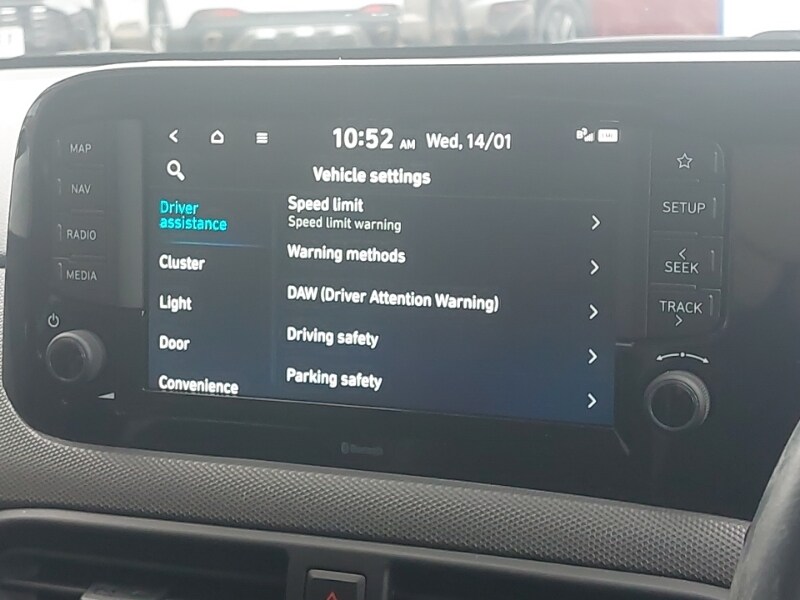 10:52 AM Wed, 14/01
Vehicle settings
MAP
NAV
RADIO
MEDIA
Driver
assistance
Cluster
Light
Door
Convenience
Speed limit
Speed limit warning
Warning methods
DAW (Driver Attention Warning)
Driving safety
Parking safety
SETUP
SEEK
TRACK
Bluetooth